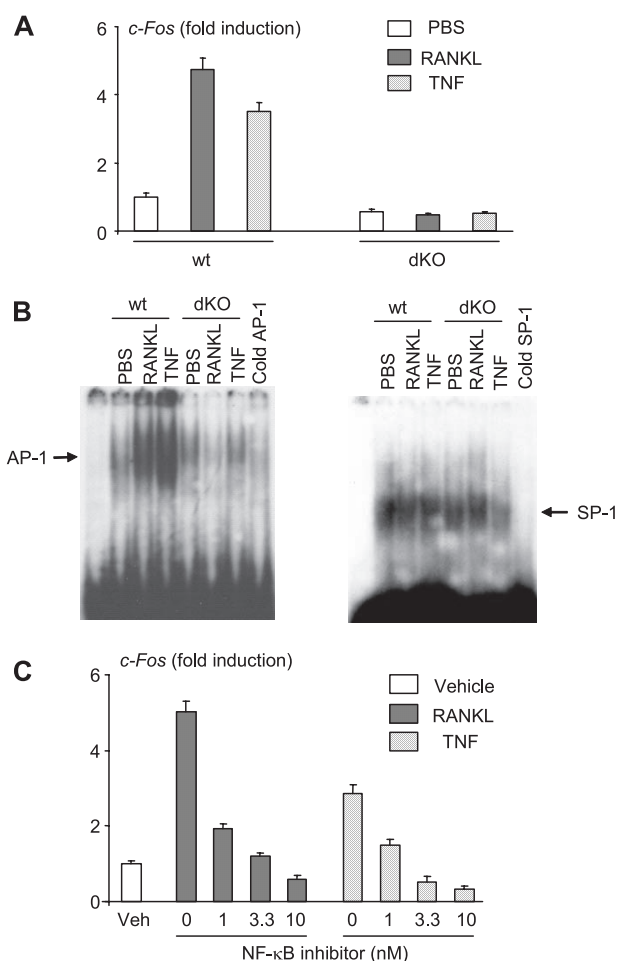 A
c-Fos (fold induction)
6
4
2
0
PBS
RANKL
TNF
wt
dKO
B
wt
dKO
PBS
RANKL
TNF
PBS
RANKL
TNF
Cold AP-1
AP-1
wt
dKO
PBS
RANKL
TNF
PBS
RANKL
TNF
Cold SP-1
SP-1
C
c-Fos (fold induction)
6
4
2
0
Vehicle
RANKL
TNF
Veh 0 1 3.3 10 0 1 3.3 10
NF-κB inhibitor (nM)